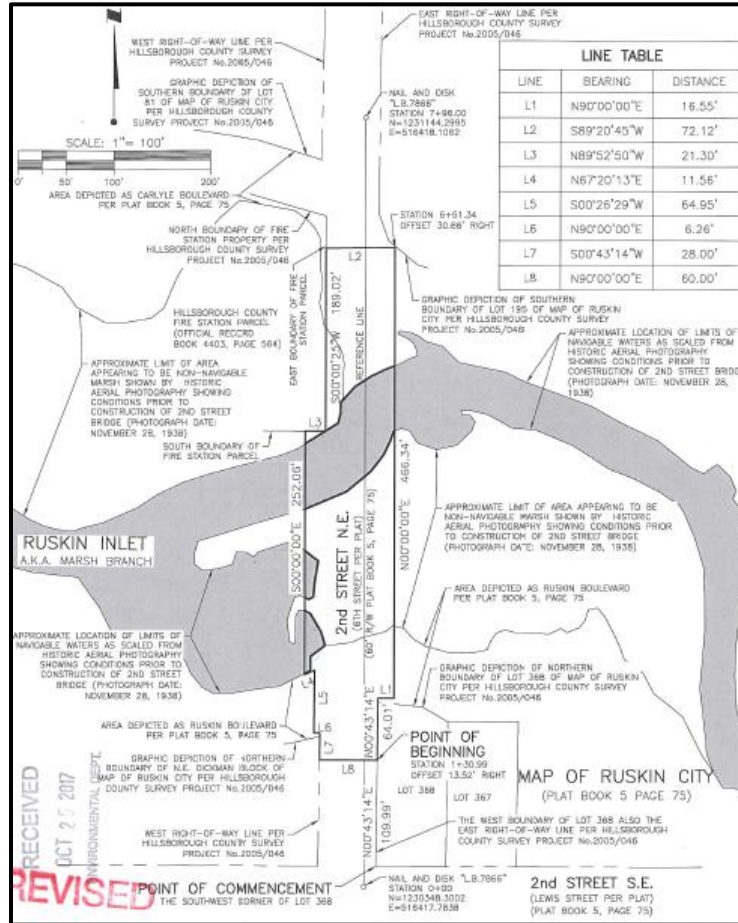 WEST RIGHT-OF-WAY LINE PER
HILLSBOROUGH COUNTY SURVEY
PROJECT No.2005/046
EAST RIGHT-OF-WAY LINE PER
HILLSBOROUGH COUNTY SURVEY
PROJECT No.2005/046
GRAPHIC DEPICTION OF
SOUTHERN BOUNDARY OF LOT
81 OF MAP OF RUSKIN CITY
PER HILLSBOROUGH COUNTY
SURVEY PROJECT No.2005/046
NAIL AND DISK
"L.B.7866"
STATION 7+96.00
N=1231144.2995
E=516418.1082
LINE TABLE
LINE BEARING DISTANCE
L1 N90°00'00"E 16.55'
L2 S89°20'45"W 72.12'
L3 N89°52'50"W 21.30'
L4 N67°20'13"E 11.56'
L5 S00°26'29"W 64.95'
L6 N90°00'00"E 6.26'
L7 S00°43'14"W 28.00'
L8 N90°00'00"E 60.00'
SCALE: 1"= 100'
0 50 100 200'
AREA DEPICTED AS CARLYLE BOULEVARD
PER PLAT BOOK 5, PAGE 75
STATION 6+61.34
OFFSET 30.66' RIGHT
NORTH BOUNDARY OF FIRE
STATION PROPERTY PER
HILLSBOROUGH COUNTY SURVEY
PROJECT No.2005/046
L2
GRAPHIC DEPICTION OF SOUTHERN
BOUNDARY OF LOT 195 OF MAP OF RUSKIN
CITY PER HILLSBOROUGH COUNTY SURVEY
PROJECT No.2005/046
HILLSBOROUGH COUNTY
FIRE STATION PARCEL
(OFFICIAL RECORD
BOOK 4403, PAGE 564)
EAST BOUNDARY OF FIRE
STATION PARCEL
S00°00'25"W 189.02'
REFERENCE LINE
APPROXIMATE LOCATION OF LIMITS OF
NAVIGABLE WATERS AS SCALED FROM
HISTORIC AERIAL PHOTOGRAPHY
SHOWING CONDITIONS PRIOR TO
CONSTRUCTION OF 2ND STREET BRIDGE
(PHOTOGRAPH DATE: NOVEMBER 28,
1938)
APPROXIMATE LIMIT OF AREA
APPEARING TO BE NON-NAVIGABLE
MARSH SHOWN BY HISTORIC
AERIAL PHOTOGRAPHY SHOWING
CONDITIONS PRIOR TO
CONSTRUCTION OF 2ND STREET
BRIDGE (PHOTOGRAPH DATE:
NOVEMBER 28, 1938)
L3
SOUTH BOUNDARY OF
FIRE STATION PARCEL
S00°00'00"E 252.06'
N00°00'00"E 466.34'
2nd STREET N.E.
(6TH STREET PER PLAT)
(60' R/W PLAT BOOK 5, PAGE 75)
APPROXIMATE LIMIT OF AREA APPEARING TO BE
NON-NAVIGABLE MARSH SHOWN BY HISTORIC
AERIAL PHOTOGRAPHY SHOWING CONDITIONS PRIOR
TO CONSTRUCTION OF 2ND STREET BRIDGE
(PHOTOGRAPH DATE: NOVEMBER 28, 1938)
RUSKIN INLET
A.K.A. MARSH BRANCH
AREA DEPICTED AS RUSKIN BOULEVARD
PER PLAT BOOK 5, PAGE 75
APPROXIMATE LOCATION OF LIMITS OF
NAVIGABLE WATERS AS SCALED FROM
HISTORIC AERIAL PHOTOGRAPHY
SHOWING CONDITIONS PRIOR TO
CONSTRUCTION OF 2ND STREET
BRIDGE (PHOTOGRAPH DATE:
NOVEMBER 28, 1938)
GRAPHIC DEPICTION OF NORTHERN
BOUNDARY OF LOT 368 OF MAP OF RUSKIN
CITY PER HILLSBOROUGH COUNTY SURVEY
PROJECT No.2005/046
L5
L1
AREA DEPICTED AS RUSKIN BOULEVARD
PER PLAT BOOK 5, PAGE 75
L6
L7
N00°43'14"E
64.01'
POINT OF
BEGINNING
STATION 1+30.99
OFFSET 13.52' RIGHT
GRAPHIC DEPICTION OF NORTHERN
BOUNDARY OF N.E. DICKMAN BLOCK OF
MAP OF RUSKIN CITY PER HILLSBOROUGH
COUNTY SURVEY PROJECT No.2005/046
L8
LOT 368
LOT 367
MAP OF RUSKIN CITY
(PLAT BOOK 5 PAGE 75)
RECEIVED
OCT 25 2017
ENVIRONMENTAL DEPT.
N00°43'14"E 109.99'
THE WEST BOUNDARY OF LOT 368 ALSO THE
EAST RIGHT-OF-WAY LINE PER HILLSBOROUGH
COUNTY SURVEY PROJECT No.2005/046
WEST RIGHT-OF-WAY LINE PER
HILLSBOROUGH COUNTY SURVEY
PROJECT No.2005/046
REVISED
POINT OF COMMENCEMENT
THE SOUTHWEST CORNER OF LOT 368
NAIL AND DISK "L.B.7866"
STATION 0+00
N=1230348.3002
E=516417.7838
2nd STREET S.E.
(LEWIS STREET PER PLAT)
(PLAT BOOK 5, PAGE 75)